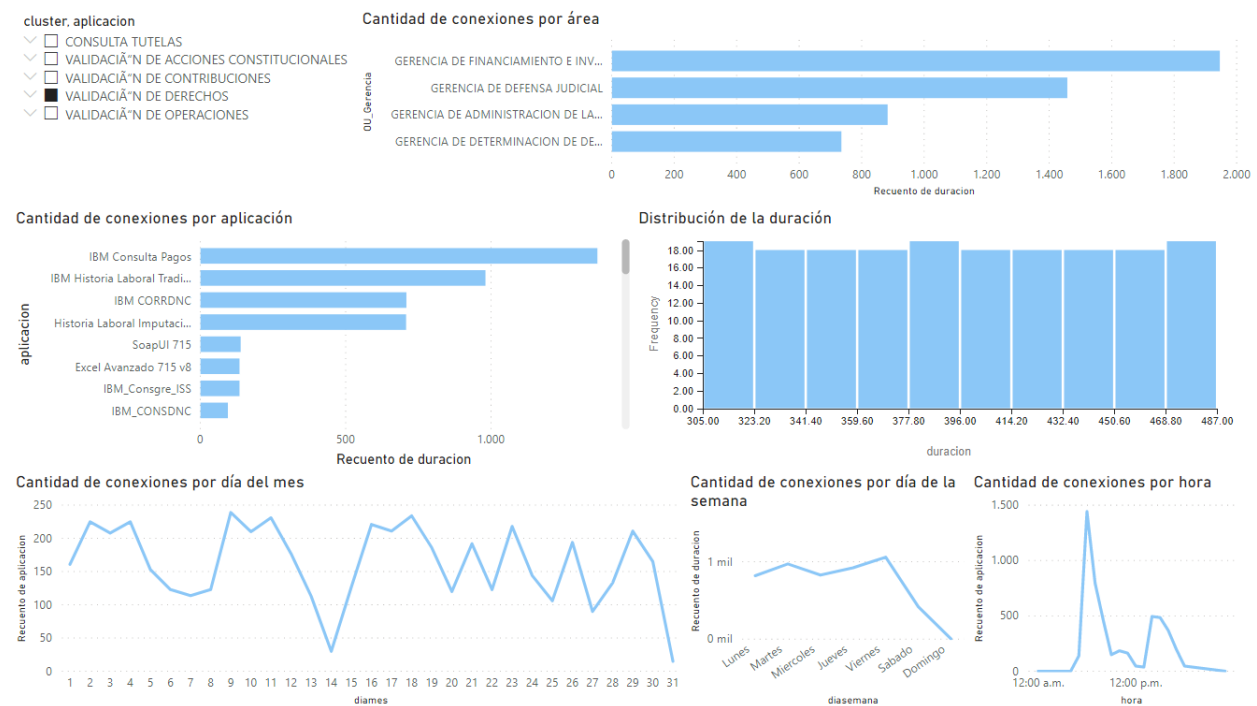 cluster, aplicacion
CONSULTA TUTELAS
VALIDACIÃ“N DE ACCIONES CONSTITUCIONALES
VALIDACIÃ“N DE CONTRIBUCIONES
VALIDACIÃ“N DE DERECHOS
VALIDACIÃ“N DE OPERACIONES
Cantidad de conexiones por área
OU_Gerencia
GERENCIA DE FINANCIAMIENTO E INV...
GERENCIA DE DEFENSA JUDICIAL
GERENCIA DE ADMINISTRACION DE LA...
GERENCIA DE DETERMINACION DE DE...
0 200 400 600 800 1.000 1.200 1.400 1.600 1.800 2.000
Recuento de duracion
Cantidad de conexiones por aplicación
aplicacion
IBM Consulta Pagos
IBM Historia Laboral Tradi...
IBM CORRDNC
Historia Laboral Imputaci...
SoapUI 715
Excel Avanzado 715 v8
IBM_Consgre_ISS
IBM_CONSDNC
0 500 1.000
Recuento de duracion
Distribución de la duración
Frequency
18.00
16.00
14.00
12.00
10.00
8.00
6.00
4.00
2.00
0.00
305.00 323.20 341.40 359.60 377.80 396.00 414.20 432.40 450.60 468.80 487.00
duracion
Cantidad de conexiones por día del mes
Recuento de aplicacion
250
200
150
100
50
0
1 2 3 4 5 6 7 8 9 10 11 12 13 14 15 16 17 18 19 20 21 22 23 24 25 26 27 28 29 30 31
diames
Cantidad de conexiones por día de la
semana
Recuento de duracion
1 mil
0 mil
Lunes Martes Miercoles Jueves Viernes Sabado Domingo
diasemana
Cantidad de conexiones por hora
Recuento de aplicacion
1.500
1.000
500
0
12:00 a.m. 12:00 p.m.
hora